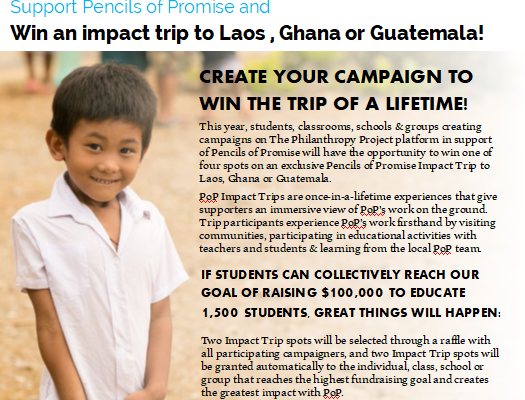 Support Pencils of Promise and
Win an impact trip to Laos , Ghana or Guatemala!
CREATE YOUR CAMPAIGN TO
WIN THE TRIP OF A LIFETIME!
This year, students, classrooms, schools & groups creating
campaigns on The Philanthropy Project platform in support
of Pencils of Promise will have the opportunity to win one of
four spots on an exclusive Pencils of Promise Impact Trip to
Laos, Ghana or Guatemala.
PoP Impact Trips are once-in-a-lifetime experiences that give
supporters an immersive view of PoP's work on the ground.
Trip participants experience PoP's work firsthand by visiting
communities, participating in educational activities with
teachers and students & learning from the local PoP team.
IF STUDENTS CAN COLLECTIVELY REACH OUR
GOAL OF RAISING $100,000 TO EDUCATE
1,500 STUDENTS, GREAT THINGS WILL HAPPEN:
Two Impact Trip spots will be selected through a raffle with
all participating campaigners, and two Impact Trip spots will
be granted automatically to the individual, class, school or
group that reaches the highest fundraising goal and creates
the greatest impact with PoP.